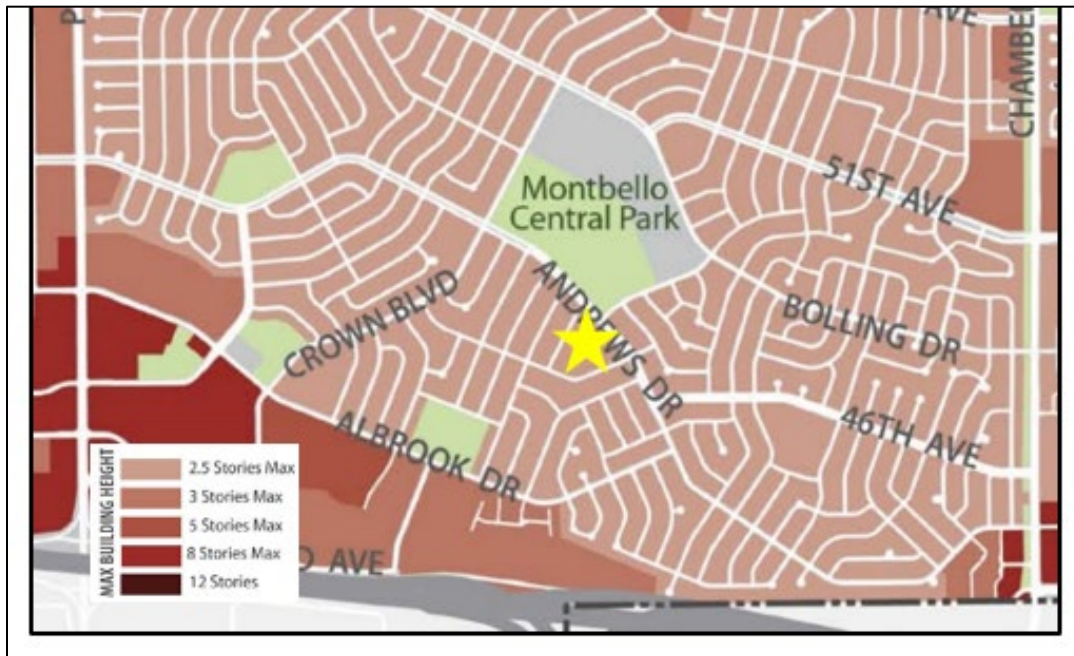 P
AVE
CHAMBE
51ST AVE
Montbello
Central Park
ANDREWS DR
CROWN BLVD
BOLLING DR
46TH AVE
ALBROOK DR
O AVE
MAX BUILDING HEIGHT
2.5 Stories Max
3 Stories Max
5 Stories Max
8 Stories Max
12 Stories